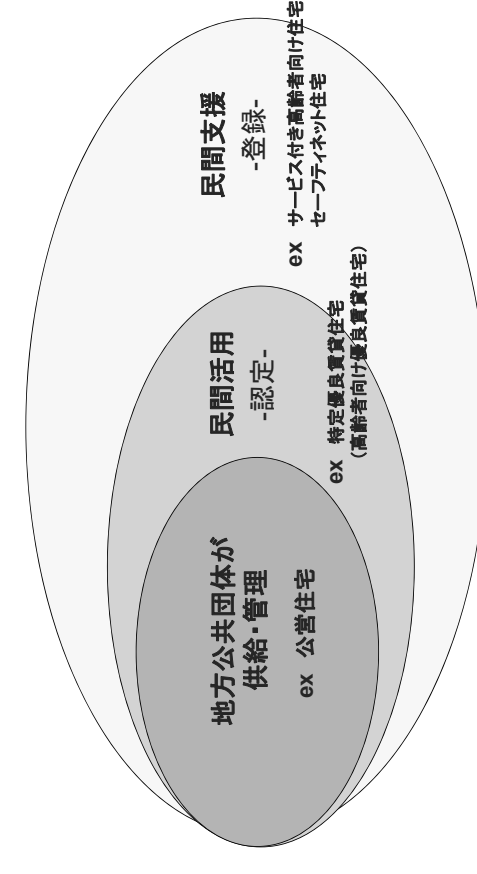 地方公共団体が
供給・管理
ex 公営住宅
民間活用
-認定-
ex 特定優良賃貸住宅
（高齢者向け優良賃貸住宅）
民間支援
-登録-
ex サービス付き高齢者向け住宅
セーフティネット住宅